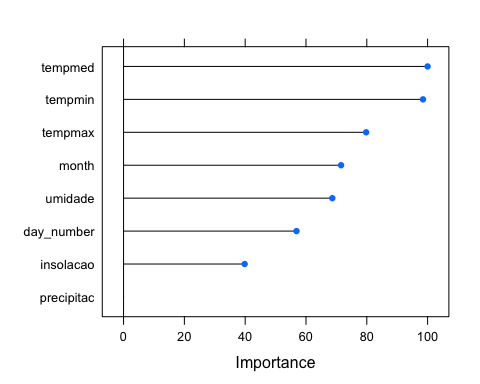 tempmed
tempmin
tempmax
month
umidade
day_number
insolacao
precipitac
0 20 40 60 80 100
Importance